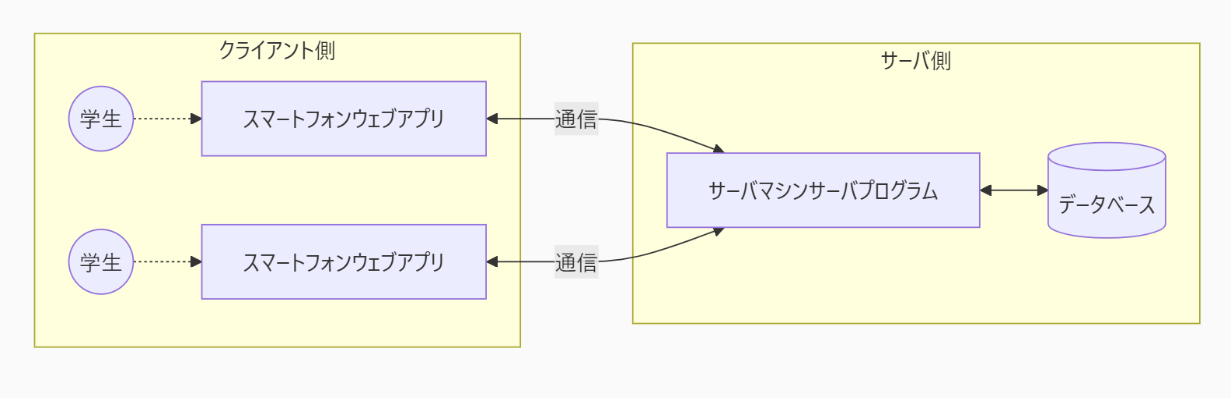 クライアント側
学生
スマートフォンウェブアプリ
通信
学生
スマートフォンウェブアプリ
通信
サーバ側
サーバマシンサーバプログラム
データベース